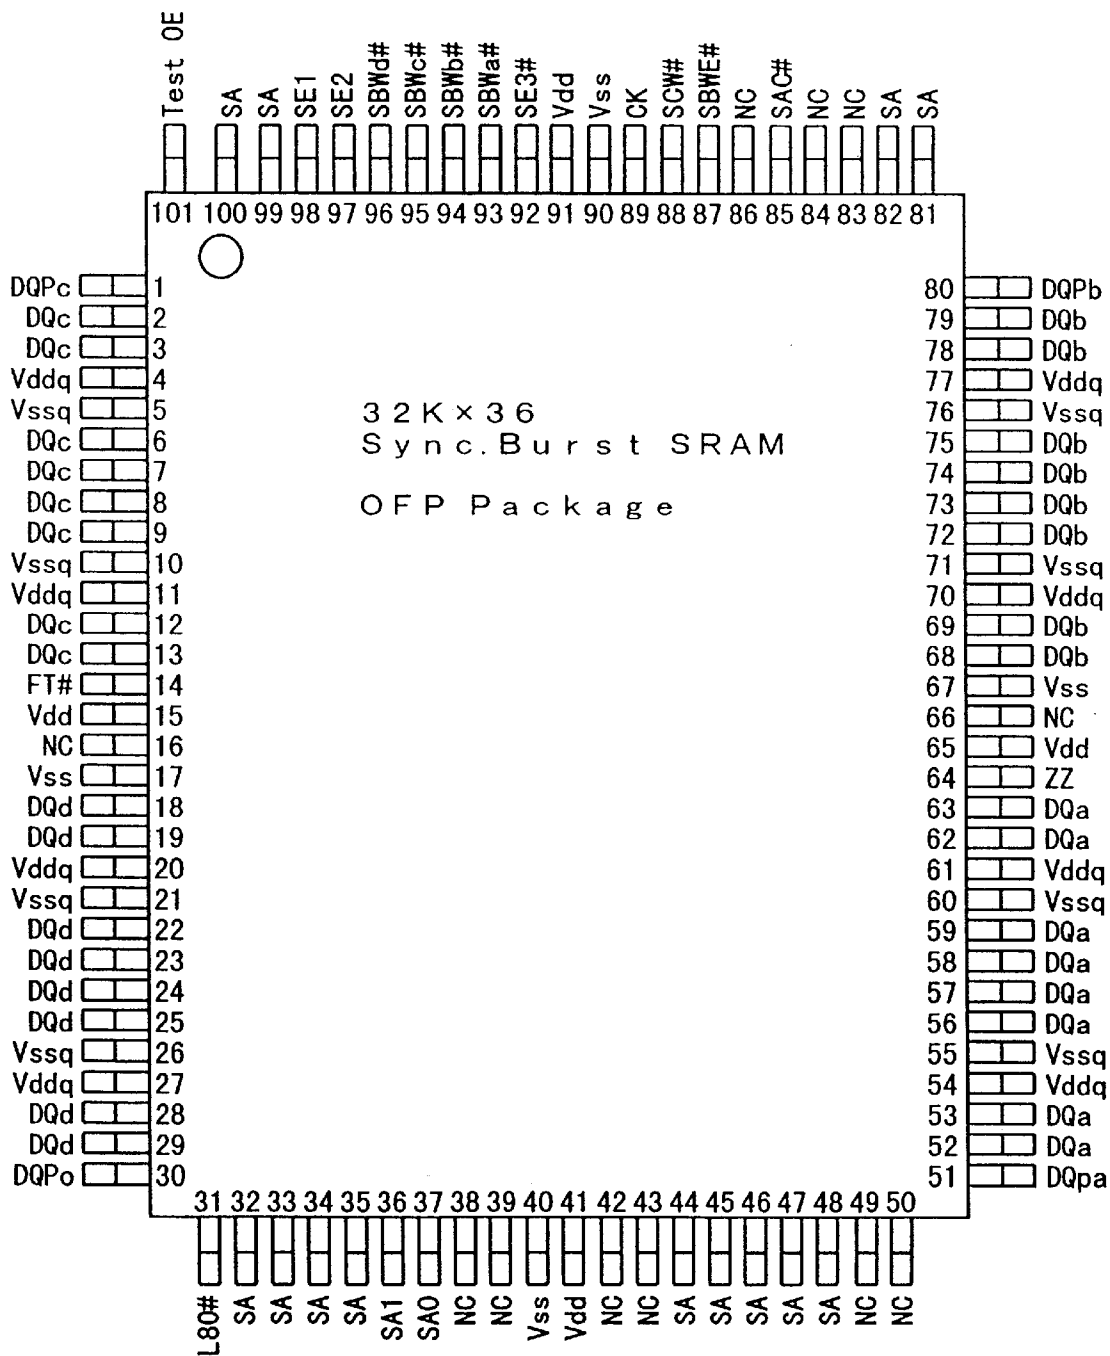 Test OE
SA
SA
SE1
SE2
SBWd#
SBWc#
SBWb#
SBWa#
SE3#
Vdd
Vss
CK
SCW#
SBWE#
NC
SAC#
NC
NC
SA
SA
101 100 99 98 97 96 95 94 93 92 91 90 89 88 87 86 85 84 83 82 81
DQPc 1
DQc 2
DQc 3
Vddq 4
Vssq 5
DQc 6
DQc 7
DQc 8
DQc 9
Vssq 10
Vddq 11
DQc 12
DQc 13
FT# 14
Vdd 15
NC 16
Vss 17
DQd 18
DQd 19
Vddq 20
Vssq 21
DQd 22
DQd 23
DQd 24
DQd 25
Vssq 26
Vddq 27
DQd 28
DQd 29
DQPo 30
32K×36
Sync.Burst SRAM
OFP Package
80 DQPb
79 DQb
78 DQb
77 Vddq
76 Vssq
75 DQb
74 DQb
73 DQb
72 DQb
71 Vssq
70 Vddq
69 DQb
68 DQb
67 Vss
66 NC
65 Vdd
64 ZZ
63 DQa
62 DQa
61 Vddq
60 Vssq
59 DQa
58 DQa
57 DQa
56 DQa
55 Vssq
54 Vddq
53 DQa
52 DQa
51 DQpa
31 32 33 34 35 36 37 38 39 40 41 42 43 44 45 46 47 48 49 50
L80#
SA
SA
SA
SA
SA1
SA0
NC
NC
Vss
Vdd
NC
NC
SA
SA
SA
SA
SA
NC
NC